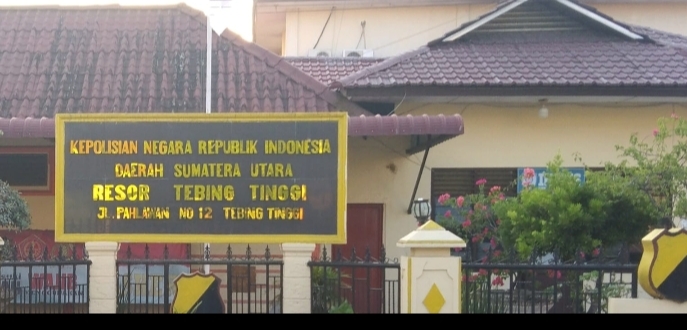 KEPOLISIAN NEGARA REPUBLIK INDONESIA
DAERAH SUMATERA UTARA
RESOR TEBING TINGGI
JL. PAHLAWAN NO 12 TEBING TINGGI